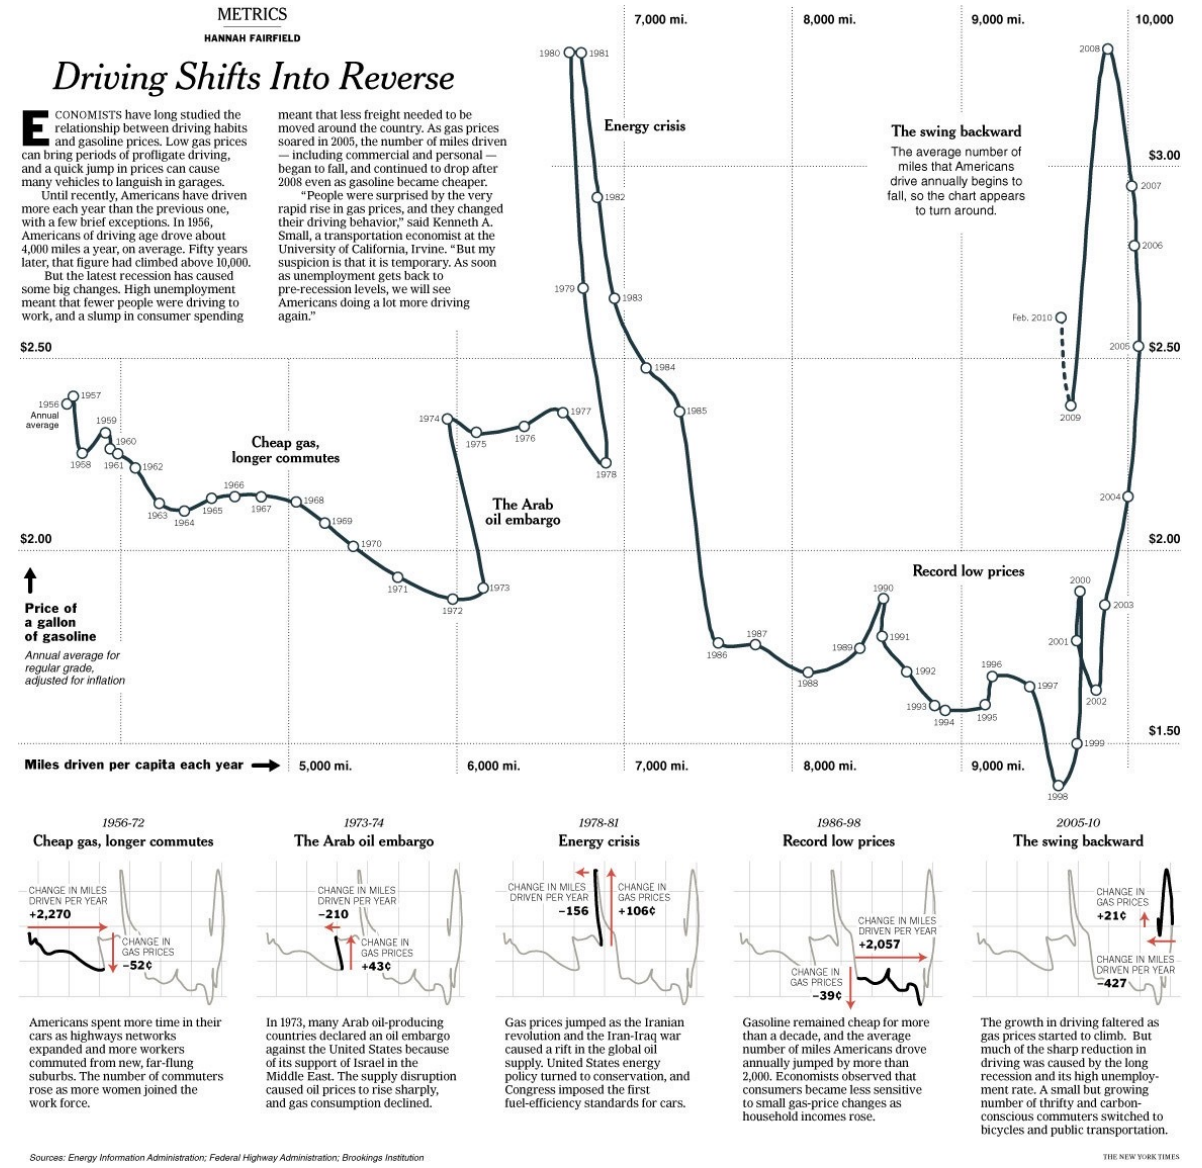 METRICS
HANNAH FAIRFIELD
Driving Shifts Into Reverse
ECONOMISTS have long studied the
relationship between driving habits
and gasoline prices. Low gas prices
can bring periods of profligate driving,
and a quick jump in prices can cause
many vehicles to languish in garages.
Until recently, Americans have driven
more each year than the previous one,
with a few brief exceptions. In 1956,
Americans of driving age drove about
4,000 miles a year, on average. Fifty years
later, that figure had climbed above 10,000.
But the latest recession has caused
some big changes. High unemployment
meant that fewer people were driving to
work, and a slump in consumer spending
meant that less freight needed to be
moved around the country. As gas prices
soared in 2005, the number of miles driven
— including commercial and personal —
began to fall, and continued to drop after
2008 even as gasoline became cheaper.
“People were surprised by the very
rapid rise in gas prices, and they changed
their driving behavior,” said Kenneth A.
Small, a transportation economist at the
University of California, Irvine. “But my
suspicion is that it is temporary. As soon
as unemployment gets back to
pre-recession levels, we will see
Americans doing a lot more driving
again.”
7,000 mi.
8,000 mi.
9,000 mi.
10,000
1980
1981
2008
Energy crisis
The swing backward
The average number of
miles that Americans
drive annually begins to
fall, so the chart appears
to turn around.
$3.00
2007
1982
2006
1979
1983
Feb. 2010
$2.50
2005
$2.50
1984
1956
1957
Annual
average
1985
2009
1974
1977
1959
1960
1975
1976
Cheap gas,
longer commutes
1958
1961
1962
1978
1966
2004
1963
1964
1965
1967
1968
The Arab
oil embargo
1969
$2.00
1970
$2.00
Record low prices
Price of
a gallon
of gasoline
Annual average for
regular grade,
adjusted for inflation
1971
1972
1973
1990
2000
2003
1986
1987
1989
1991
2001
1988
1992
1996
1997
2002
1993
1994
1995
$1.50
1999
1998
Miles driven per capita each year
5,000 mi.
6,000 mi.
7,000 mi.
8,000 mi.
9,000 mi.
1956-72
Cheap gas, longer commutes
CHANGE IN MILES
DRIVEN PER YEAR
+2,270
CHANGE IN
GAS PRICES
–52¢
Americans spent more time in their
cars as highways networks
expanded and more workers
commuted from new, far-flung
suburbs. The number of commuters
rose as more women joined the
work force.
1973-74
The Arab oil embargo
CHANGE IN MILES
DRIVEN PER YEAR
–210
CHANGE IN
GAS PRICES
+43¢
In 1973, many Arab oil-producing
countries declared an oil embargo
against the United States because
of its support of Israel in the
Middle East. The supply disruption
caused oil prices to rise sharply,
and gas consumption declined.
1978-81
Energy crisis
CHANGE IN MILES
DRIVEN PER YEAR
–156
CHANGE IN
GAS PRICES
+106¢
Gas prices jumped as the Iranian
revolution and the Iran-Iraq war
caused a rift in the global oil
supply. United States energy
policy turned to conservation, and
Congress imposed the first
fuel-efficiency standards for cars.
1986-98
Record low prices
CHANGE IN MILES
DRIVEN PER YEAR
+2,057
CHANGE IN
GAS PRICES
–39¢
Gasoline remained cheap for more
than a decade, and the average
number of miles Americans drove
annually jumped by more than
2,000. Economists observed that
consumers became less sensitive
to small gas-price changes as
household incomes rose.
2005-10
The swing backward
CHANGE IN
GAS PRICES
+21¢
CHANGE IN MILES
DRIVEN PER YEAR
–427
The growth in driving faltered as
gas prices started to climb. But
much of the sharp reduction in
driving was caused by the long
recession and its high unemploy-
ment rate. A small but growing
number of thrifty and carbon-
conscious commuters switched to
bicycles and public transportation.
Sources: Energy Information Administration; Federal Highway Administration; Brookings Institution
THE NEW YORK TIMES